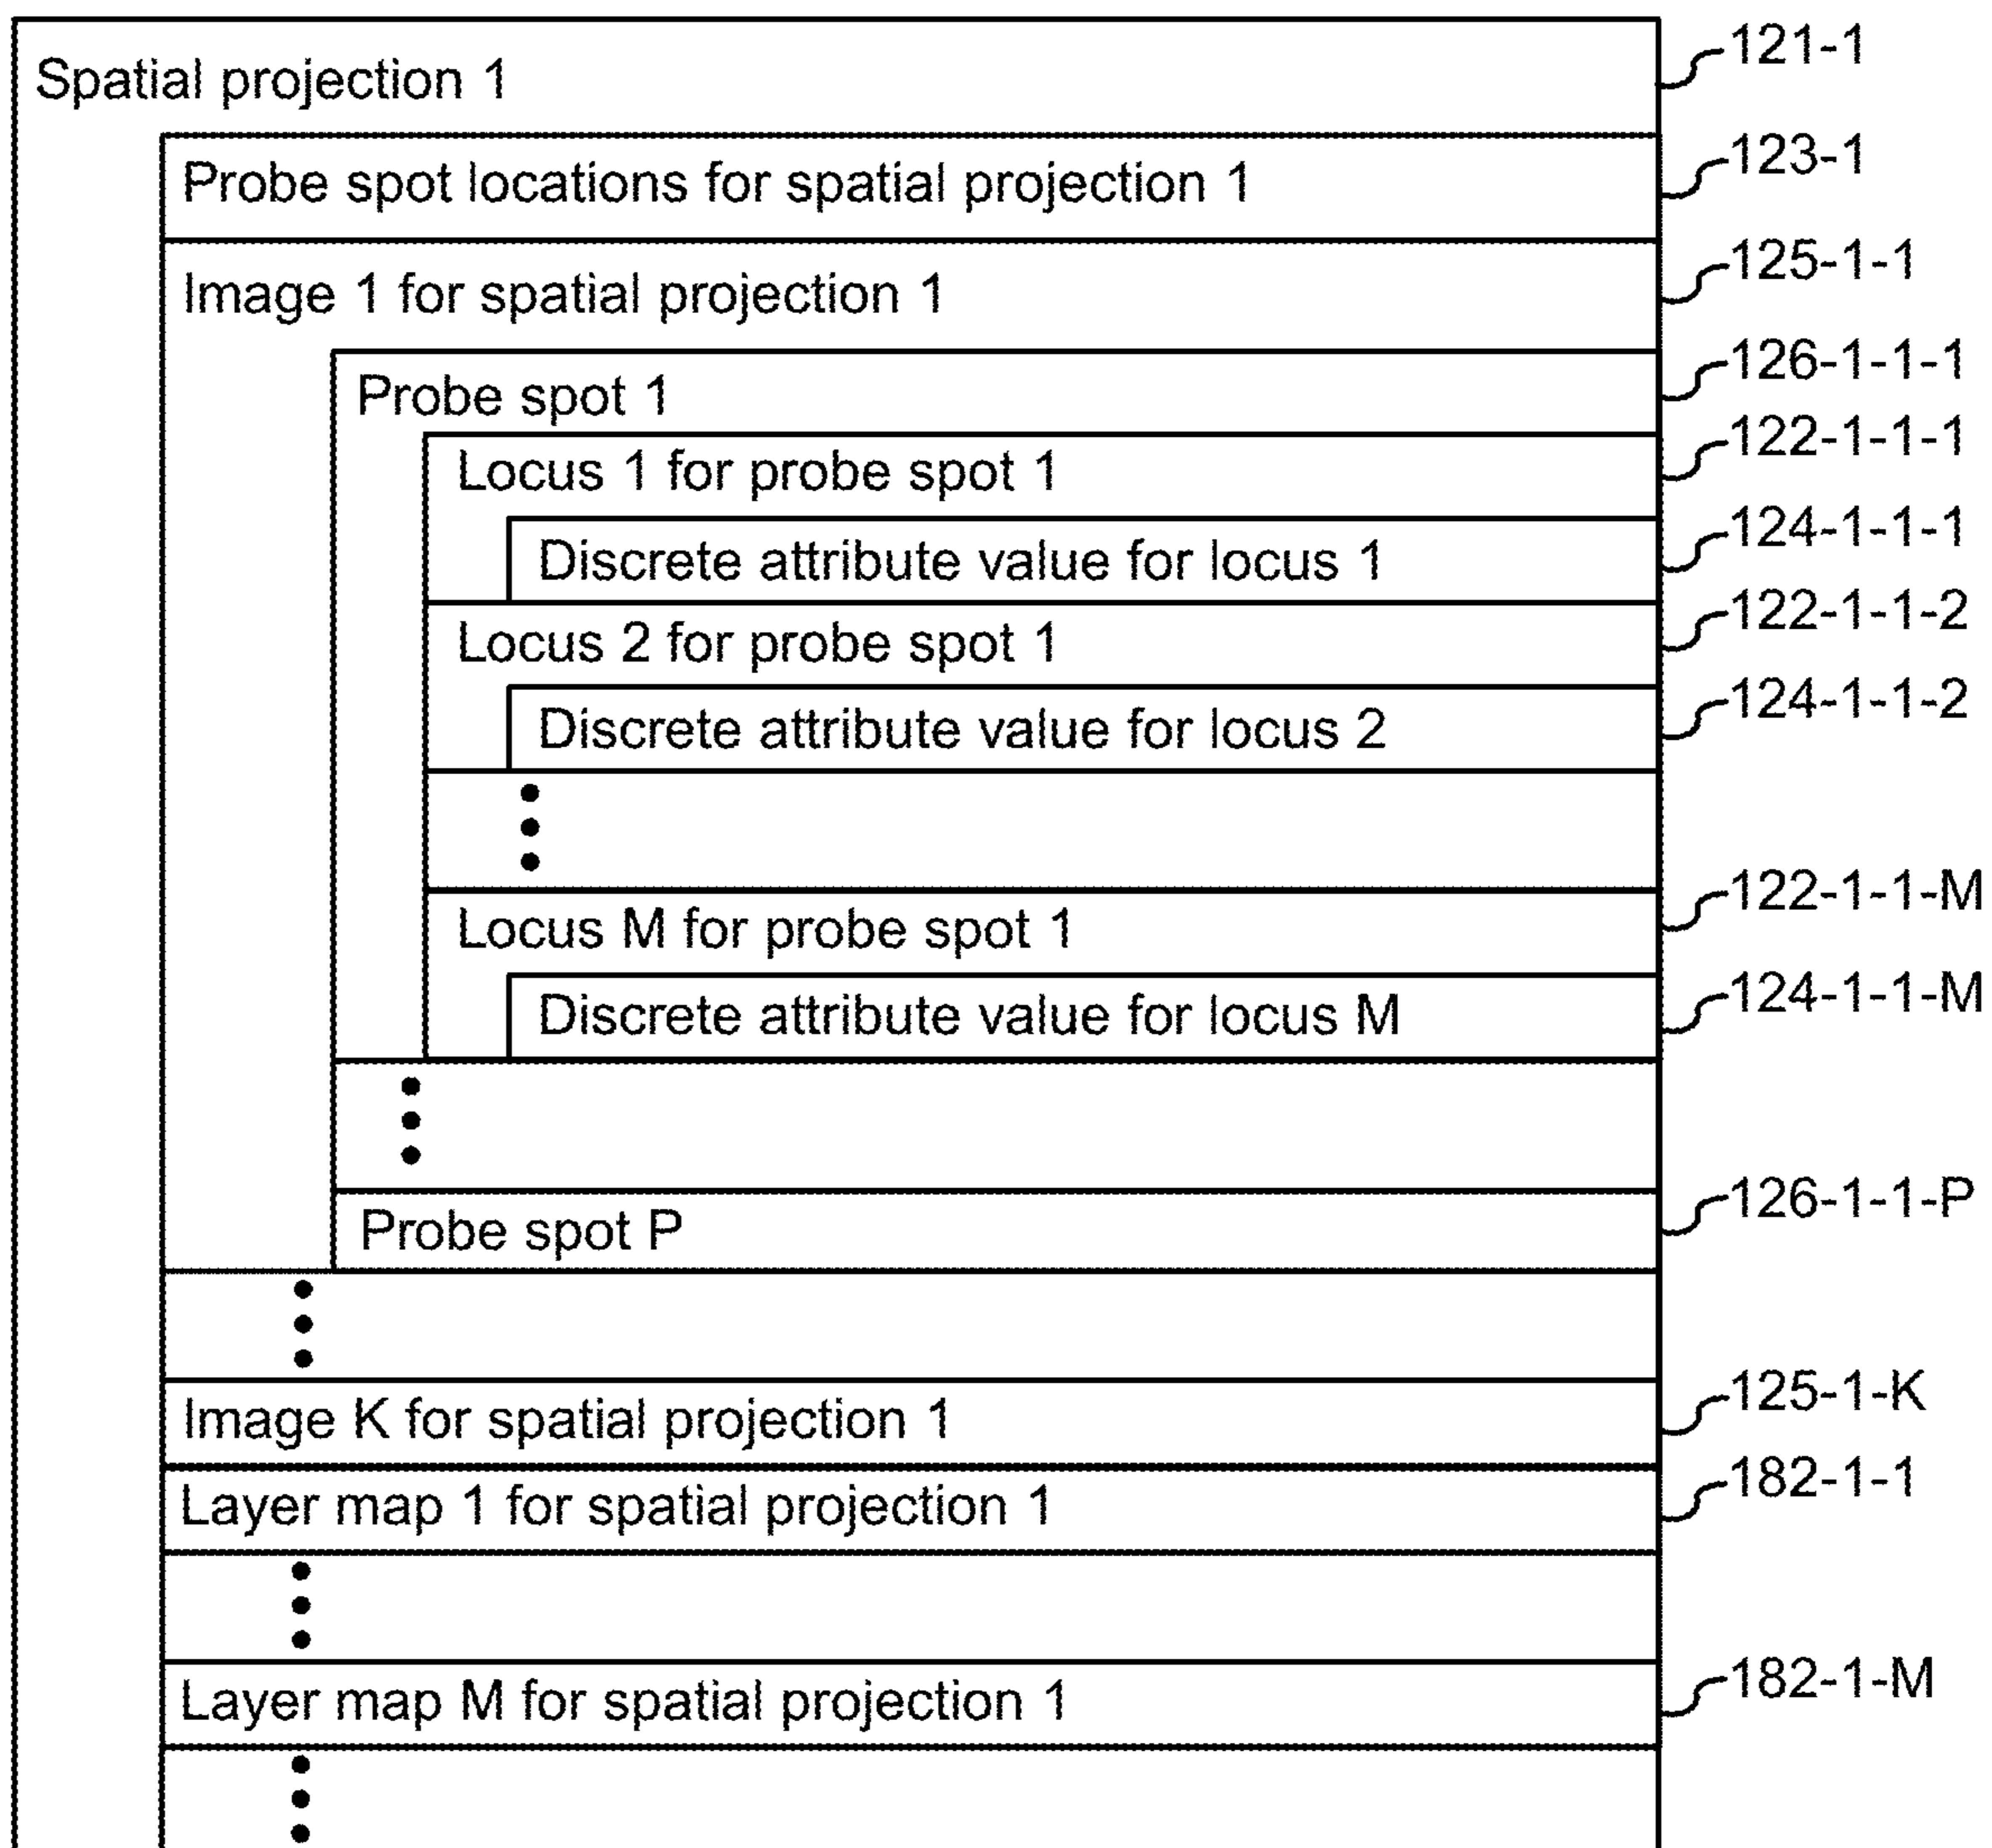 Spatial projection 1
121-1
Probe spot locations for spatial projection 1
123-1
Image 1 for spatial projection 1
125-1-1
Probe spot 1
126-1-1-1
Locus 1 for probe spot 1
122-1-1-1
Discrete attribute value for locus 1
124-1-1-1
Locus 2 for probe spot 1
122-1-1-2
Discrete attribute value for locus 2
124-1-1-2
Locus M for probe spot 1
122-1-1-M
Discrete attribute value for locus M
124-1-1-M
Probe spot P
126-1-1-P
Image K for spatial projection 1
125-1-K
Layer map 1 for spatial projection 1
182-1-1
Layer map M for spatial projection 1
182-1-M